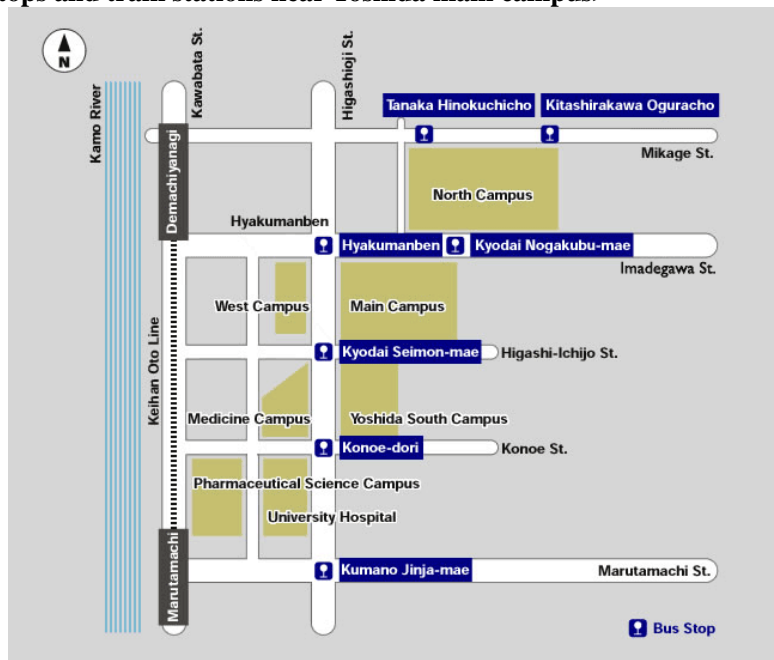 tops and train stations near Yoshida main campus.
N
Kamo River
Kawabata St.
Higashioji St.
Tanaka Hinokuchicho
Kitashirakawa Oguracho
Mikage St.
Demachiyanagi
North Campus
Hyakumanben
Hyakumanben
Kyodai Nogakubu-mae
Imadegawa St.
West Campus
Main Campus
Keihan Oto Line
Kyodai Seimon-mae
Higashi-Ichijo St.
Medicine Campus
Yoshida South Campus
Konoe-dori
Konoe St.
Pharmaceutical Science Campus
University Hospital
Marutamachi
Kumano Jinja-mae
Marutamachi St.
Bus Stop